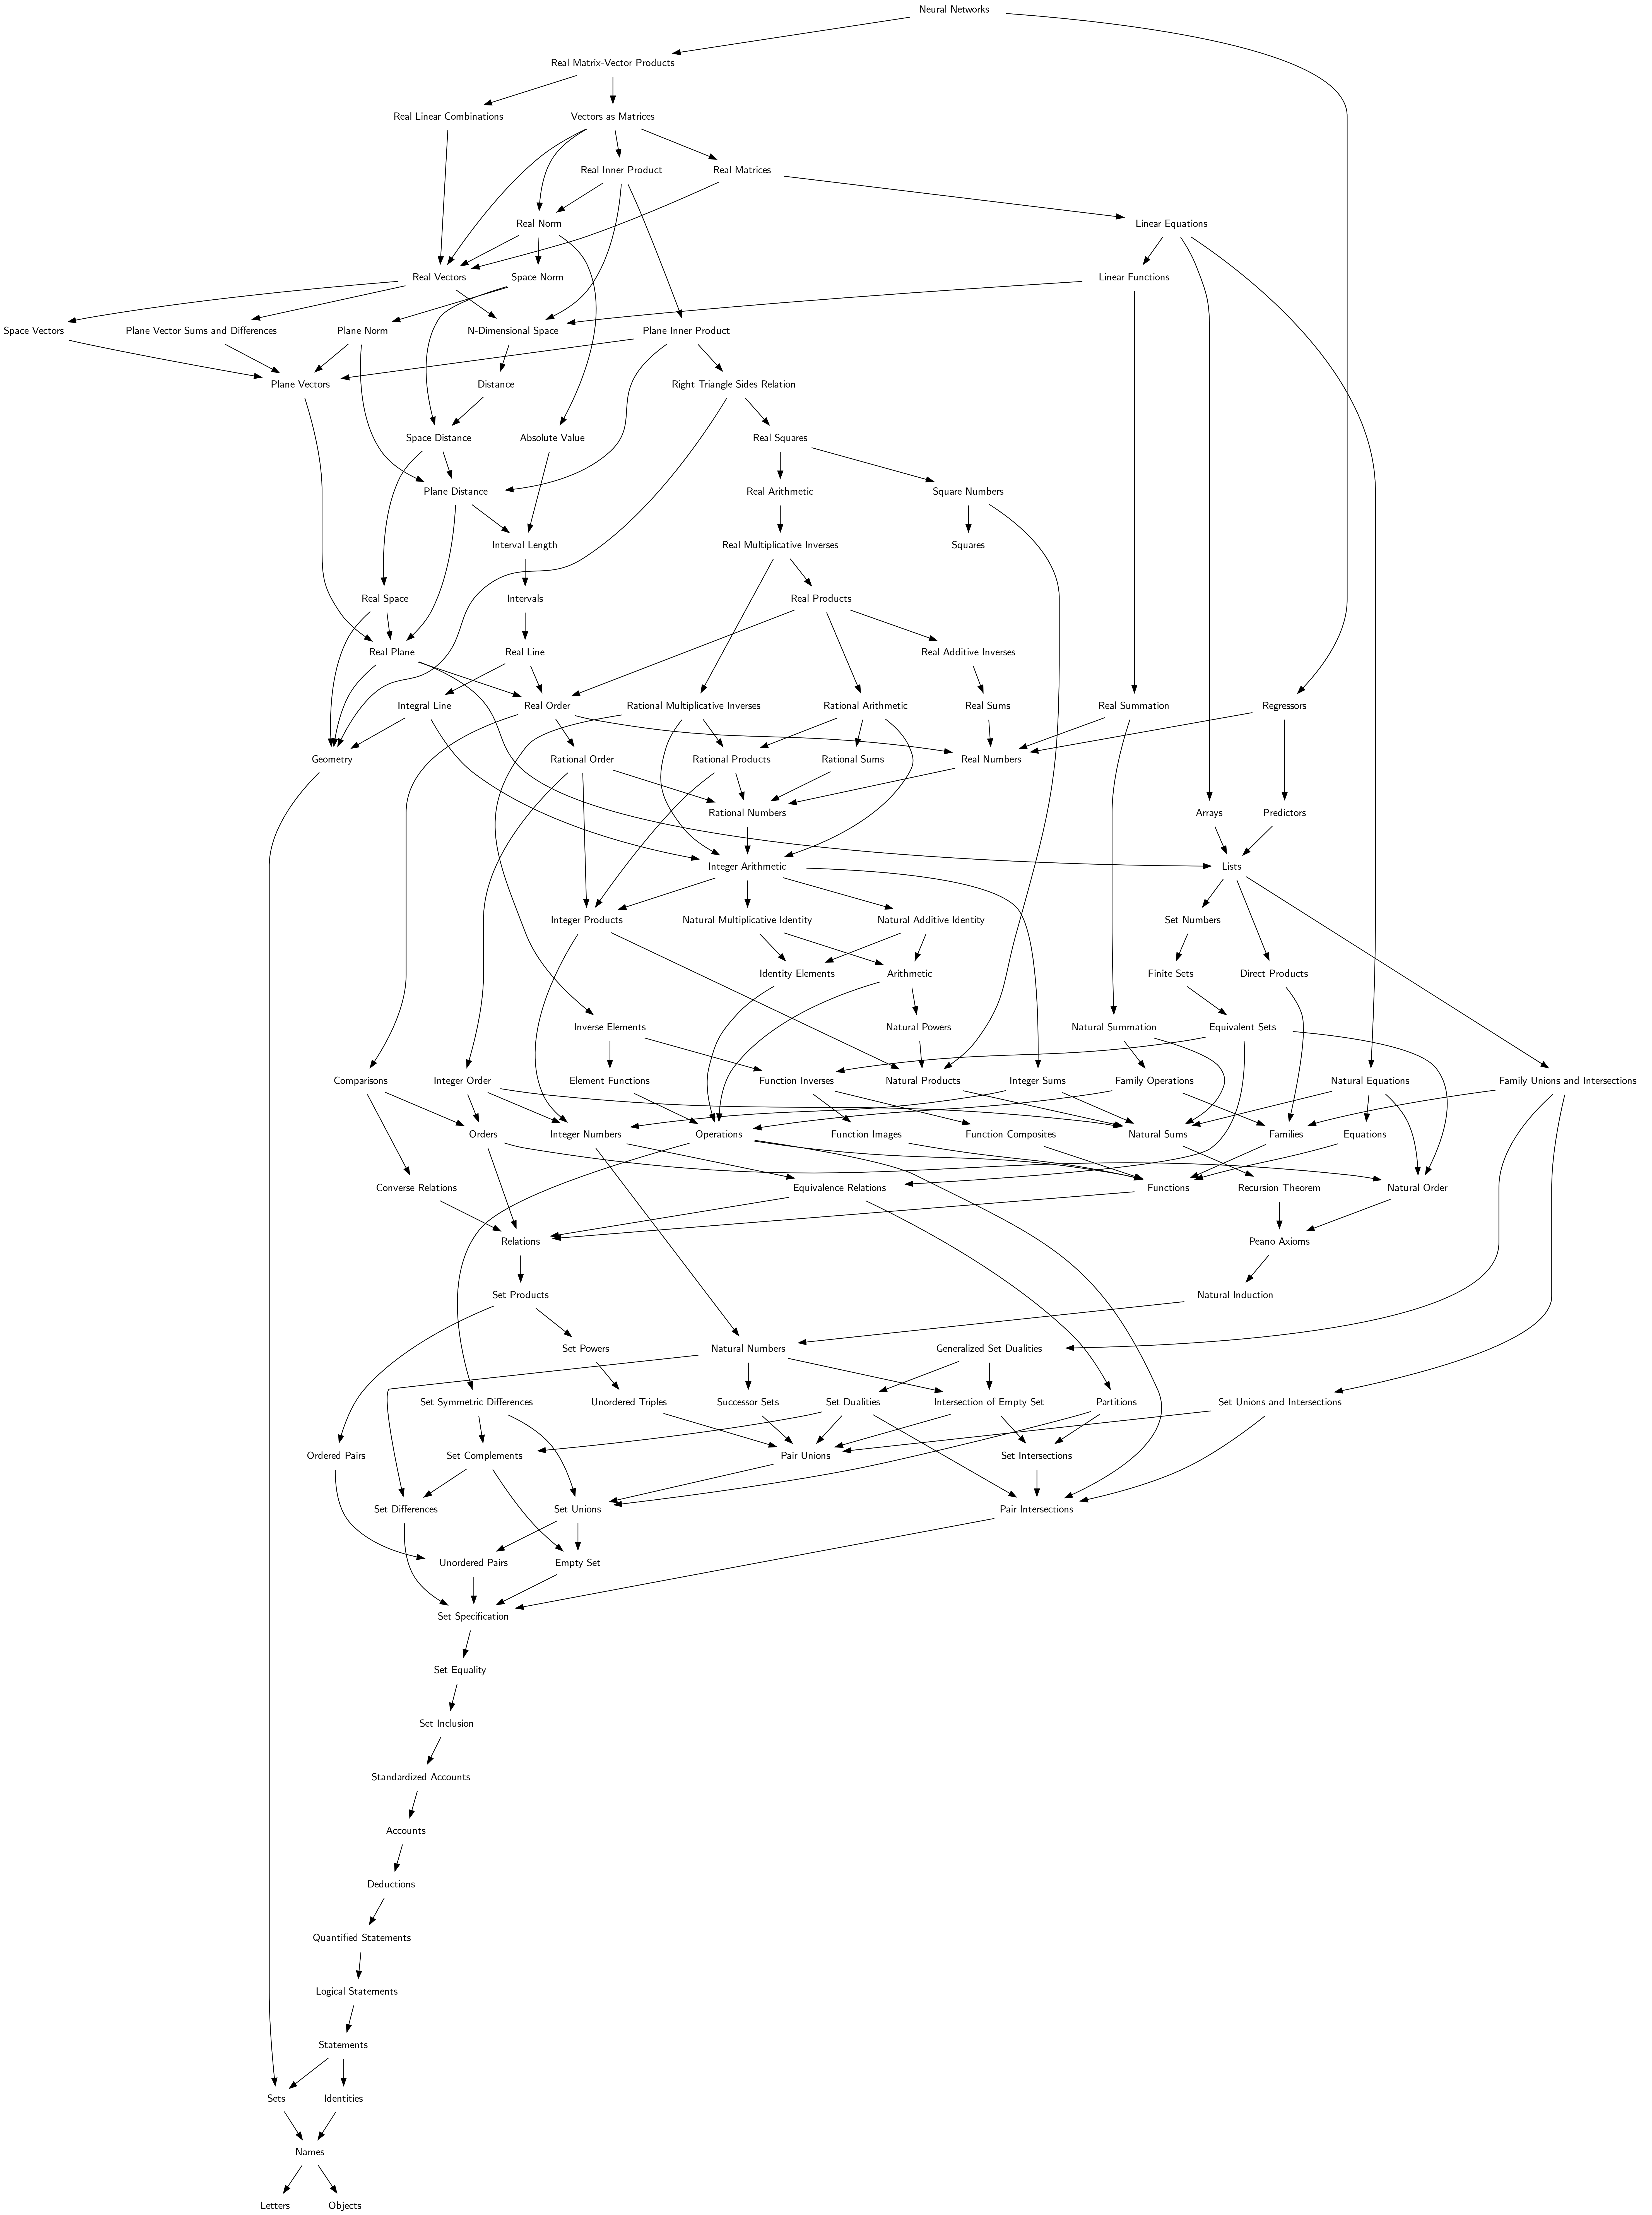 Neural Networks
Real Matrix-Vector Products
Real Linear Combinations
Vectors as Matrices
Real Inner Product
Real Matrices
Real Norm
Linear Equations
Real Vectors
Space Norm
Linear Functions
Space Vectors
Plane Vector Sums and Differences
Plane Norm
N-Dimensional Space
Plane Inner Product
Plane Vectors
Distance
Right Triangle Sides Relation
Space Distance
Absolute Value
Real Squares
Plane Distance
Real Arithmetic
Square Numbers
Interval Length
Real Multiplicative Inverses
Squares
Real Space
Intervals
Real Products
Real Plane
Real Line
Real Additive Inverses
Integral Line
Real Order
Rational Multiplicative Inverses
Rational Arithmetic
Real Sums
Real Summation
Regressors
Geometry
Rational Order
Rational Products
Rational Sums
Real Numbers
Rational Numbers
Arrays
Predictors
Integer Arithmetic
Lists
Integer Products
Natural Multiplicative Identity
Natural Additive Identity
Set Numbers
Identity Elements
Arithmetic
Finite Sets
Direct Products
Inverse Elements
Natural Powers
Natural Summation
Equivalent Sets
Comparisons
Integer Order
Element Functions
Function Inverses
Natural Products
Integer Sums
Family Operations
Natural Equations
Family Unions and Intersections
Orders
Integer Numbers
Operations
Function Images
Function Composites
Natural Sums
Families
Equations
Converse Relations
Equivalence Relations
Functions
Recursion Theorem
Natural Order
Relations
Peano Axioms
Set Products
Natural Induction
Set Powers
Natural Numbers
Generalized Set Dualities
Set Symmetric Differences
Unordered Triples
Successor Sets
Set Dualities
Intersection of Empty Set
Partitions
Set Unions and Intersections
Ordered Pairs
Set Complements
Pair Unions
Set Intersections
Set Differences
Set Unions
Pair Intersections
Unordered Pairs
Empty Set
Set Specification
Set Equality
Set Inclusion
Standardized Accounts
Accounts
Deductions
Quantified Statements
Logical Statements
Statements
Sets
Identities
Names
Letters
Objects